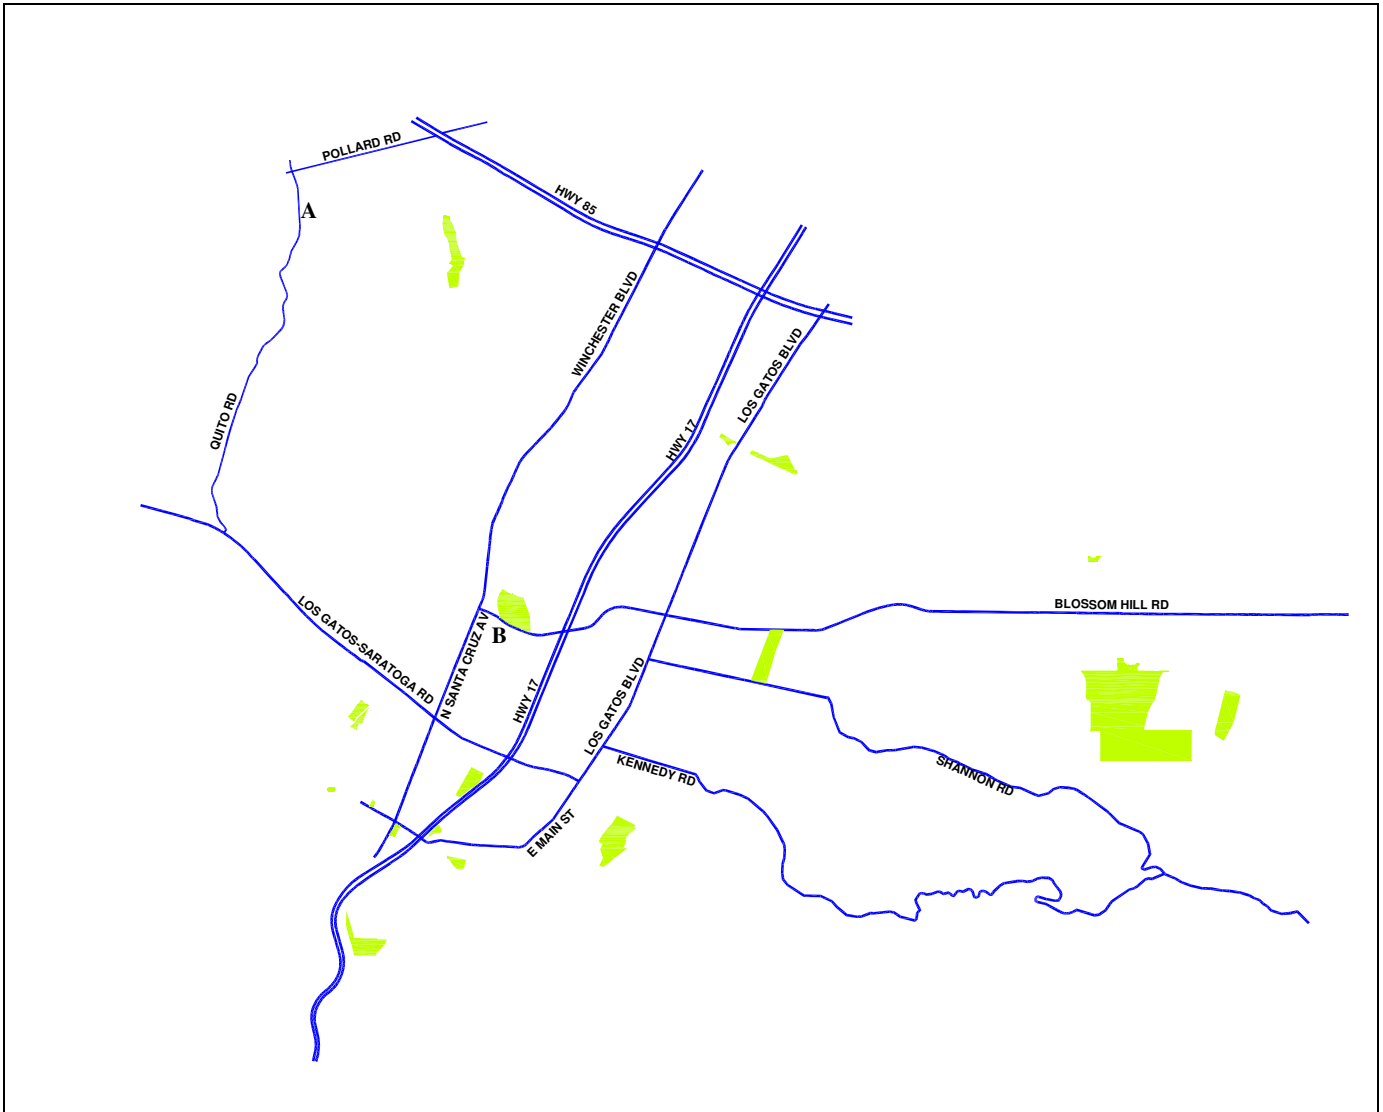 POLLARD RD
HWY 85
A
WINCHESTER BLVD
LOS GATOS BLVD
QUITO RD
HWY 17
LOS GATOS-SARATOGA RD
N SANTA CRUZ AV
B
BLOSSOM HILL RD
HWY 17
LOS GATOS BLVD
KENNEDY RD
SHANNON RD
E MAIN ST